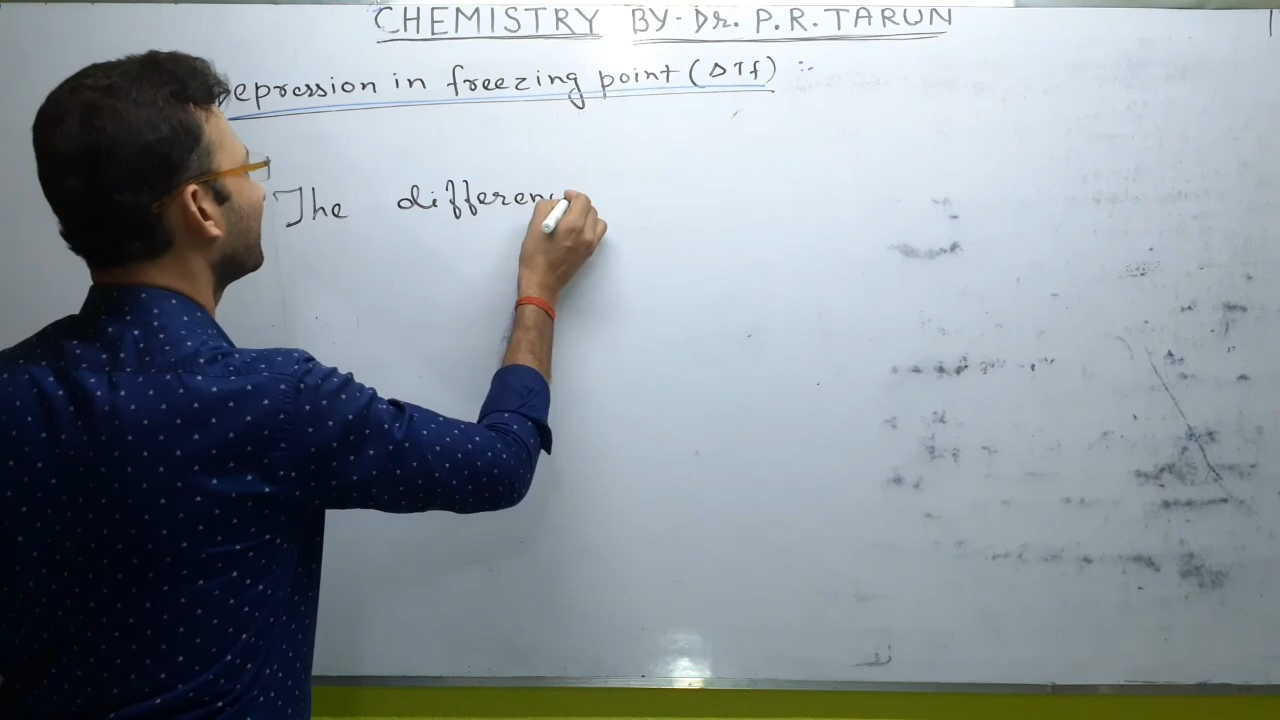 CHEMISTRY BY- Dr. P.R. TARUN
Depression in freezing point (ΔTf) :-
The differen